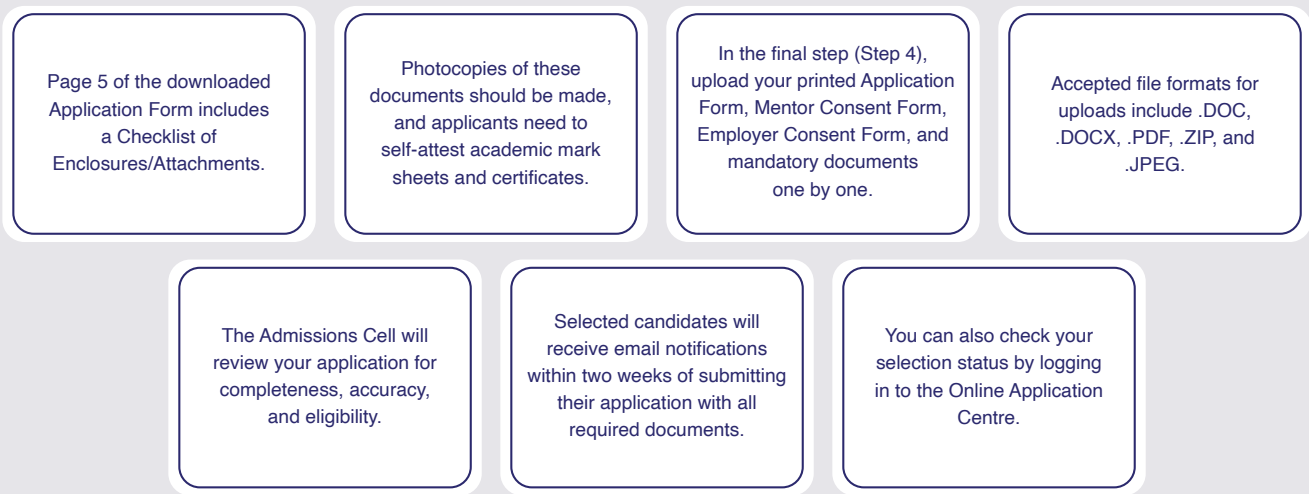 Page 5 of the downloaded
Application Form includes
a Checklist of
Enclosures/Attachments.
Photocopies of these
documents should be made,
and applicants need to
self-attest academic mark
sheets and certificates.
In the final step (Step 4),
upload your printed Application
Form, Mentor Consent Form,
Employer Consent Form, and
mandatory documents
one by one.
Accepted file formats for
uploads include .DOC,
.DOCX, .PDF, .ZIP, and
.JPEG.
The Admissions Cell will
review your application for
completeness, accuracy,
and eligibility.
Selected candidates will
receive email notifications
within two weeks of submitting
their application with all
required documents.
You can also check your
selection status by logging
in to the Online Application
Centre.